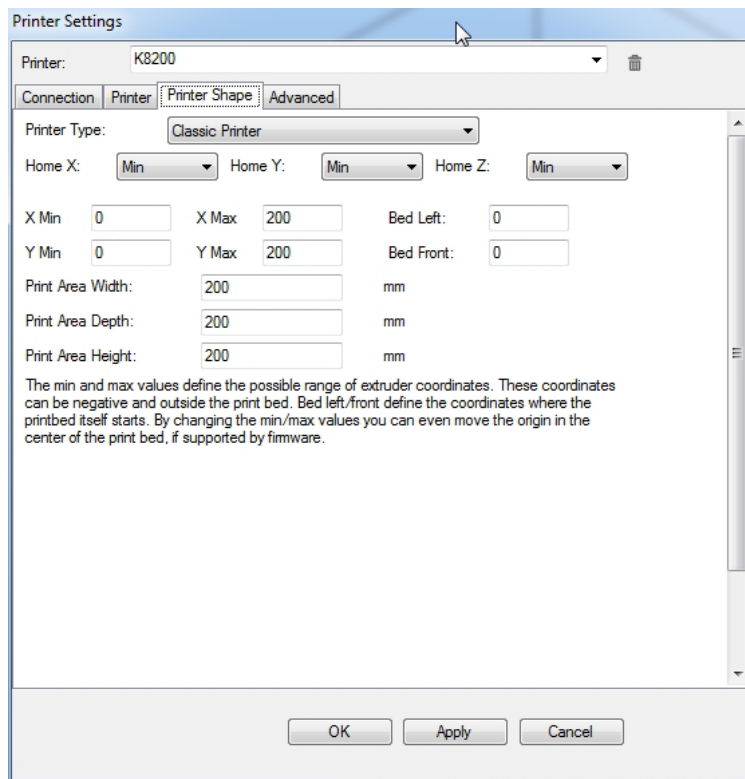 Printer Settings
Printer: K8200
Connection Printer Printer Shape Advanced
Printer Type: Classic Printer
Home X: Min Home Y: Min Home Z: Min
X Min 0 X Max 200 Bed Left: 0
Y Min 0 Y Max 200 Bed Front: 0
Print Area Width: 200 mm
Print Area Depth: 200 mm
Print Area Height: 200 mm
The min and max values define the possible range of extruder coordinates. These coordinates
can be negative and outside the print bed. Bed left/front define the coordinates where the
printbed itself starts. By changing the min/max values you can even move the origin in the
center of the print bed, if supported by firmware.
OK Apply Cancel